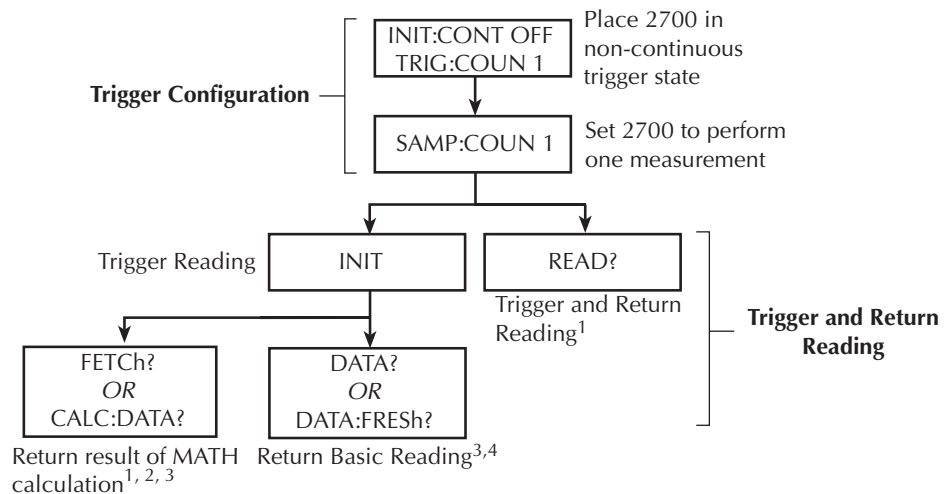 INIT:CONT OFF
TRIG:COUN 1
Place 2700 in
non-continuous
trigger state
Trigger Configuration
SAMP:COUN 1
Set 2700 to perform
one measurement
Trigger Reading
INIT
READ?
Trigger and Return
Reading1
Trigger and Return
Reading
FETCh?
OR
CALC:DATA?
DATA?
OR
DATA:FRESh?
Return result of MATH
calculation1, 2, 3
Return Basic Reading3,4